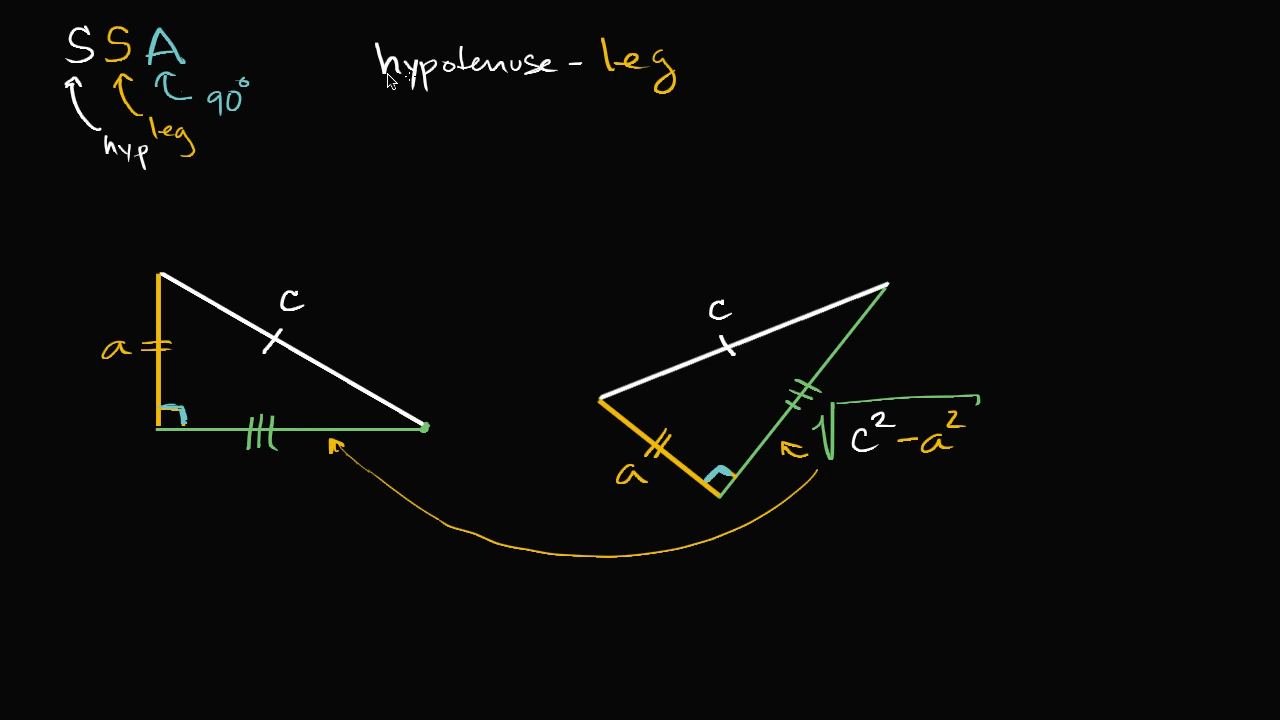 SSA
hypotenuse - leg
90°
leg
hyp
c
a
c
a
√c² - a²